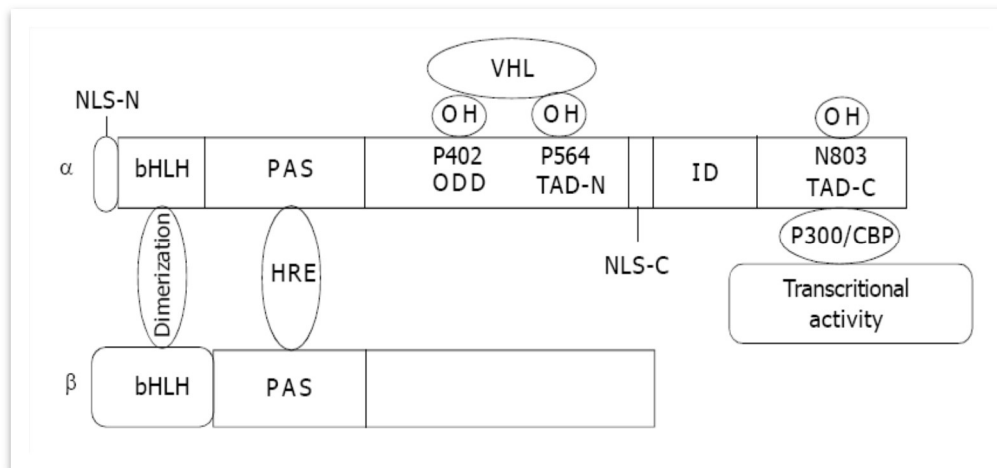 VHL
NLS-N
OH
OH
OH
α
bHLH
PAS
P402
ODD
P564
TAD-N
ID
N803
TAD-C
Dimerization
HRE
NLS-C
P300/CBP
Transcritional
activity
β
bHLH
PAS